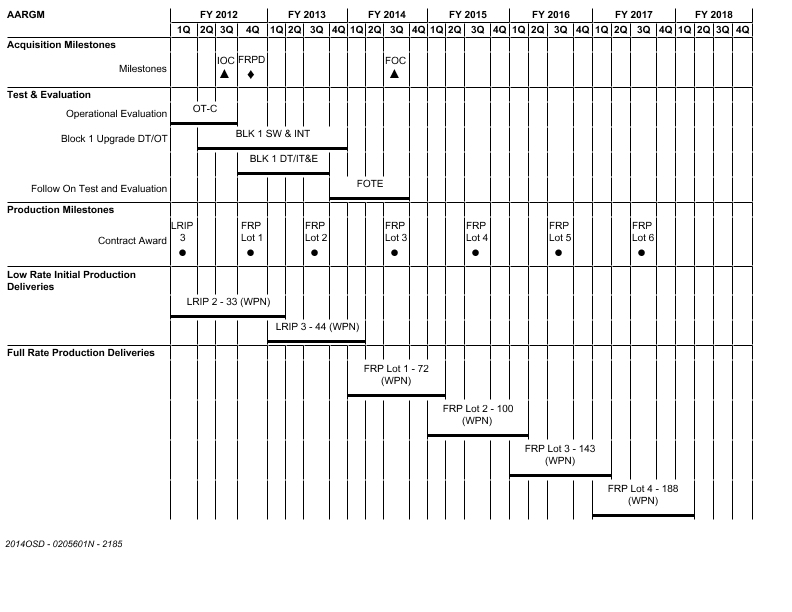 AARGM FY 2012 FY 2013 FY 2014 FY 2015 FY 2016 FY 2017 FY 2018
1Q 2Q 3Q 4Q 1Q 2Q 3Q 4Q 1Q 2Q 3Q 4Q 1Q 2Q 3Q 4Q 1Q 2Q 3Q 4Q 1Q 2Q 3Q 4Q 1Q 2Q 3Q 4Q
Acquisition Milestones
IOC FRPD FOC
Milestones
Test & Evaluation
OT-C
Operational Evaluation
BLK 1 SW & INT
Block 1 Upgrade DT/OT
BLK 1 DT/IT&E
FOTE
Follow On Test and Evaluation
Production Milestones
LRIP FRP FRP FRP FRP FRP FRP
3 Lot 1 Lot 2 Lot 3 Lot 4 Lot 5 Lot 6
Contract Award
Low Rate Initial Production
Deliveries
LRIP 2 - 33 (WPN)
LRIP 3 - 44 (WPN)
Full Rate Production Deliveries
FRP Lot 1 - 72
(WPN)
FRP Lot 2 - 100
(WPN)
FRP Lot 3 - 143
(WPN)
FRP Lot 4 - 188
(WPN)
2014OSD - 0205601N - 2185